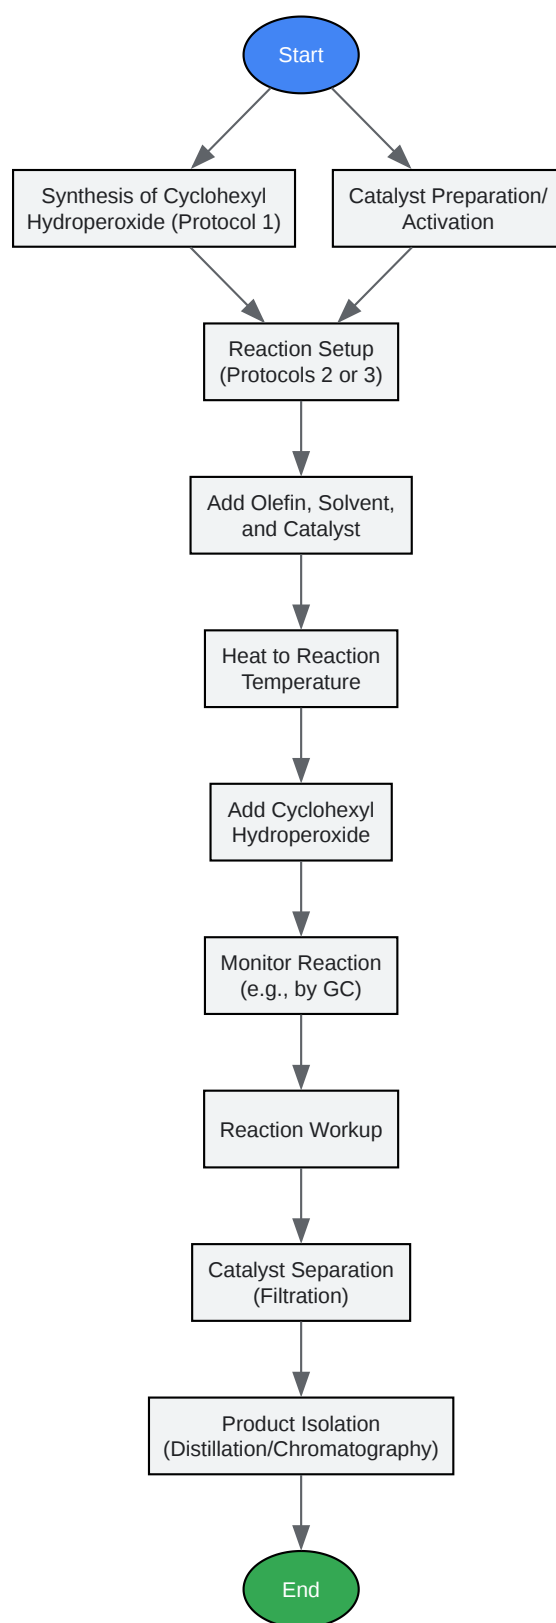 Start
Synthesis of Cyclohexyl
Hydroperoxide (Protocol 1)
Catalyst Preparation/
Activation
Reaction Setup
(Protocols 2 or 3)
Add Olefin, Solvent,
and Catalyst
Heat to Reaction
Temperature
Add Cyclohexyl
Hydroperoxide
Monitor Reaction
(e.g., by GC)
Reaction Workup
Catalyst Separation
(Filtration)
Product Isolation
(Distillation/Chromatography)
End